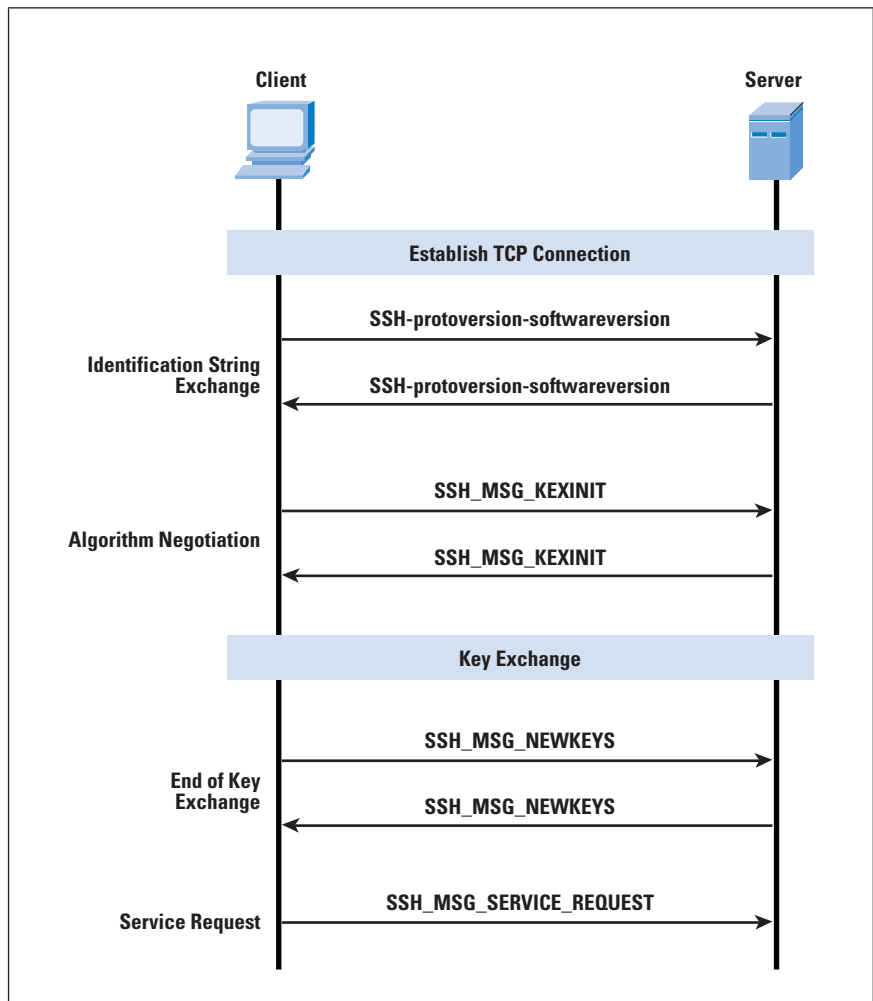 Client
Server
Establish TCP Connection
SSH-protoversion-softwareversion
Identification String
Exchange
SSH-protoversion-softwareversion
SSH_MSG_KEXINIT
Algorithm Negotiation
SSH_MSG_KEXINIT
Key Exchange
SSH_MSG_NEWKEYS
End of Key
Exchange
SSH_MSG_NEWKEYS
SSH_MSG_SERVICE_REQUEST
Service Request